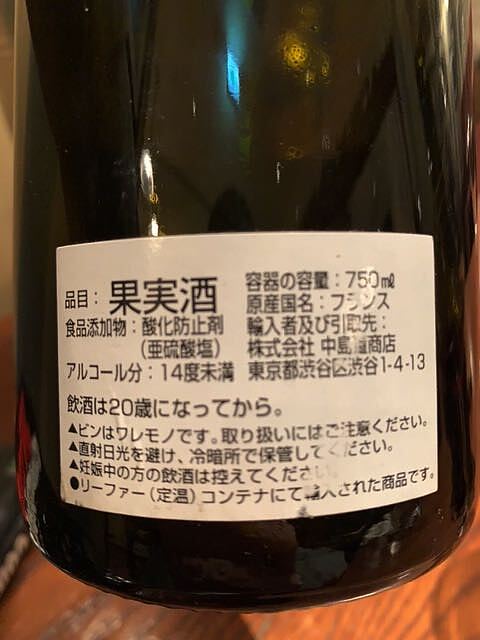 品目：果実酒
食品添加物：酸化防止剤
（亜硫酸塩）
アルコール分：14度未満
容器の容量：750㎖
原産国名：フランス
輸入者及び引取先：
株式会社 中島董商店
東京都渋谷区渋谷1-4-13
飲酒は20歳になってから。
▲ビンはワレモノです。取り扱いにはご注意ください。
▲直射日光を避け、冷暗所で保管してください。
▲妊娠中の方の飲酒は控えてください
●リーファー（定温）コンテナにて輸入された商品です。